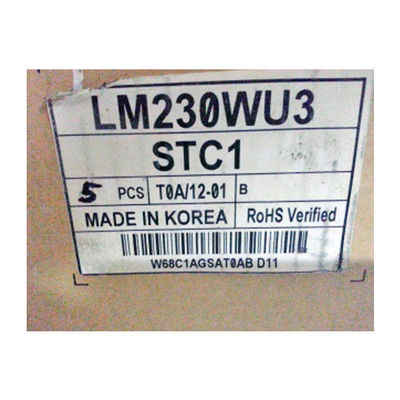 LM230WU3
STC1
5 PCS T0A/12-01 B
MADE IN KOREA RoHS Verified
W68C1AGSAT0AB D11